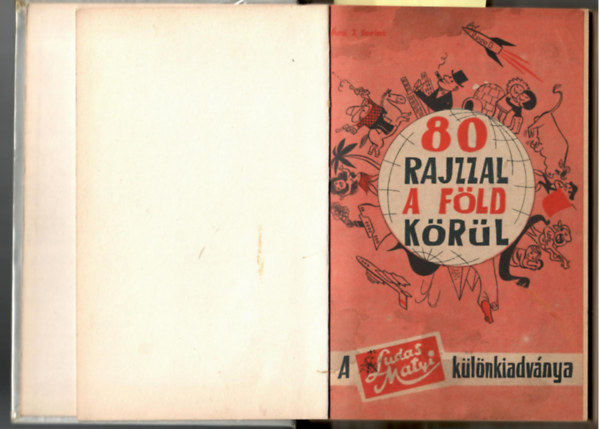 80
RAJZZAL
A FÖLD
KÖRÜL
A Ludas Matyi különkiadványa